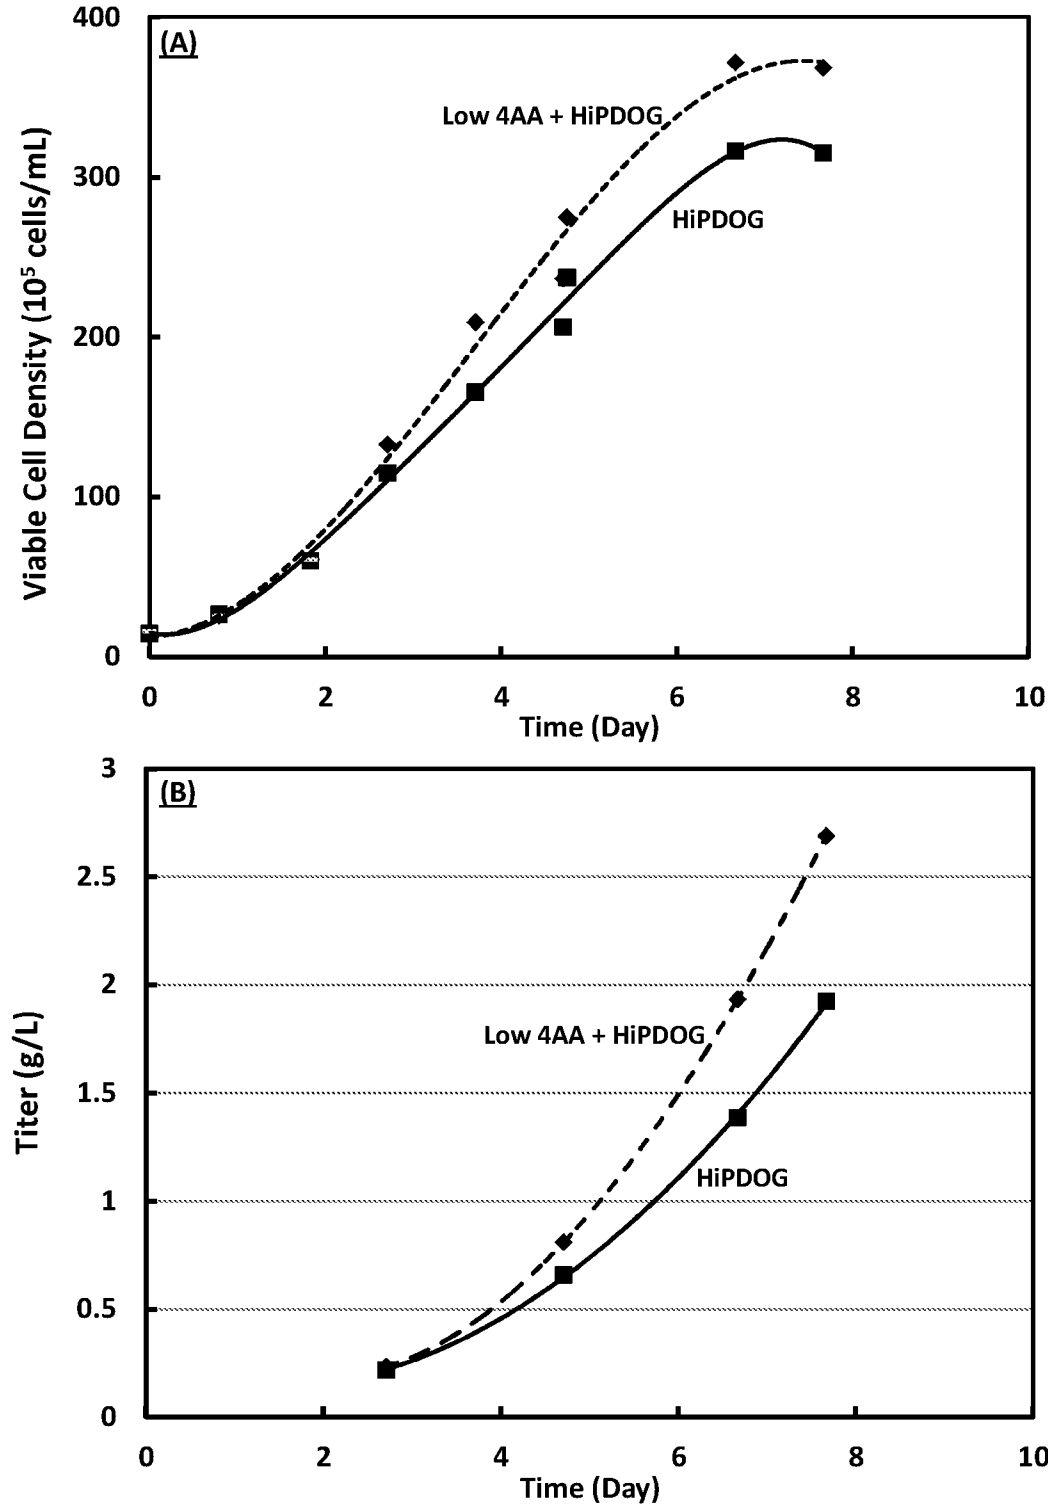 400
(A)
Low 4AA + HiPDOG
300
HiPDOG
200
100
0
Viable Cell Density (10⁵ cells/mL)
0 2 4 6 8 10
Time (Day)
3
(B)
2.5
2
Low 4AA + HiPDOG
1.5
HiPDOG
1
0.5
0
Titer (g/L)
0 2 4 6 8 10
Time (Day)